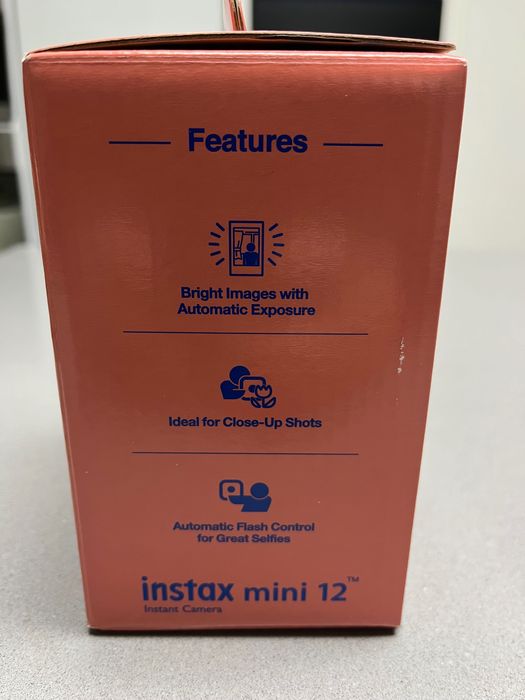 Features
Bright Images with
Automatic Exposure
Ideal for Close-Up Shots
Automatic Flash Control
for Great Selfies
instax mini 12™
Instant Camera